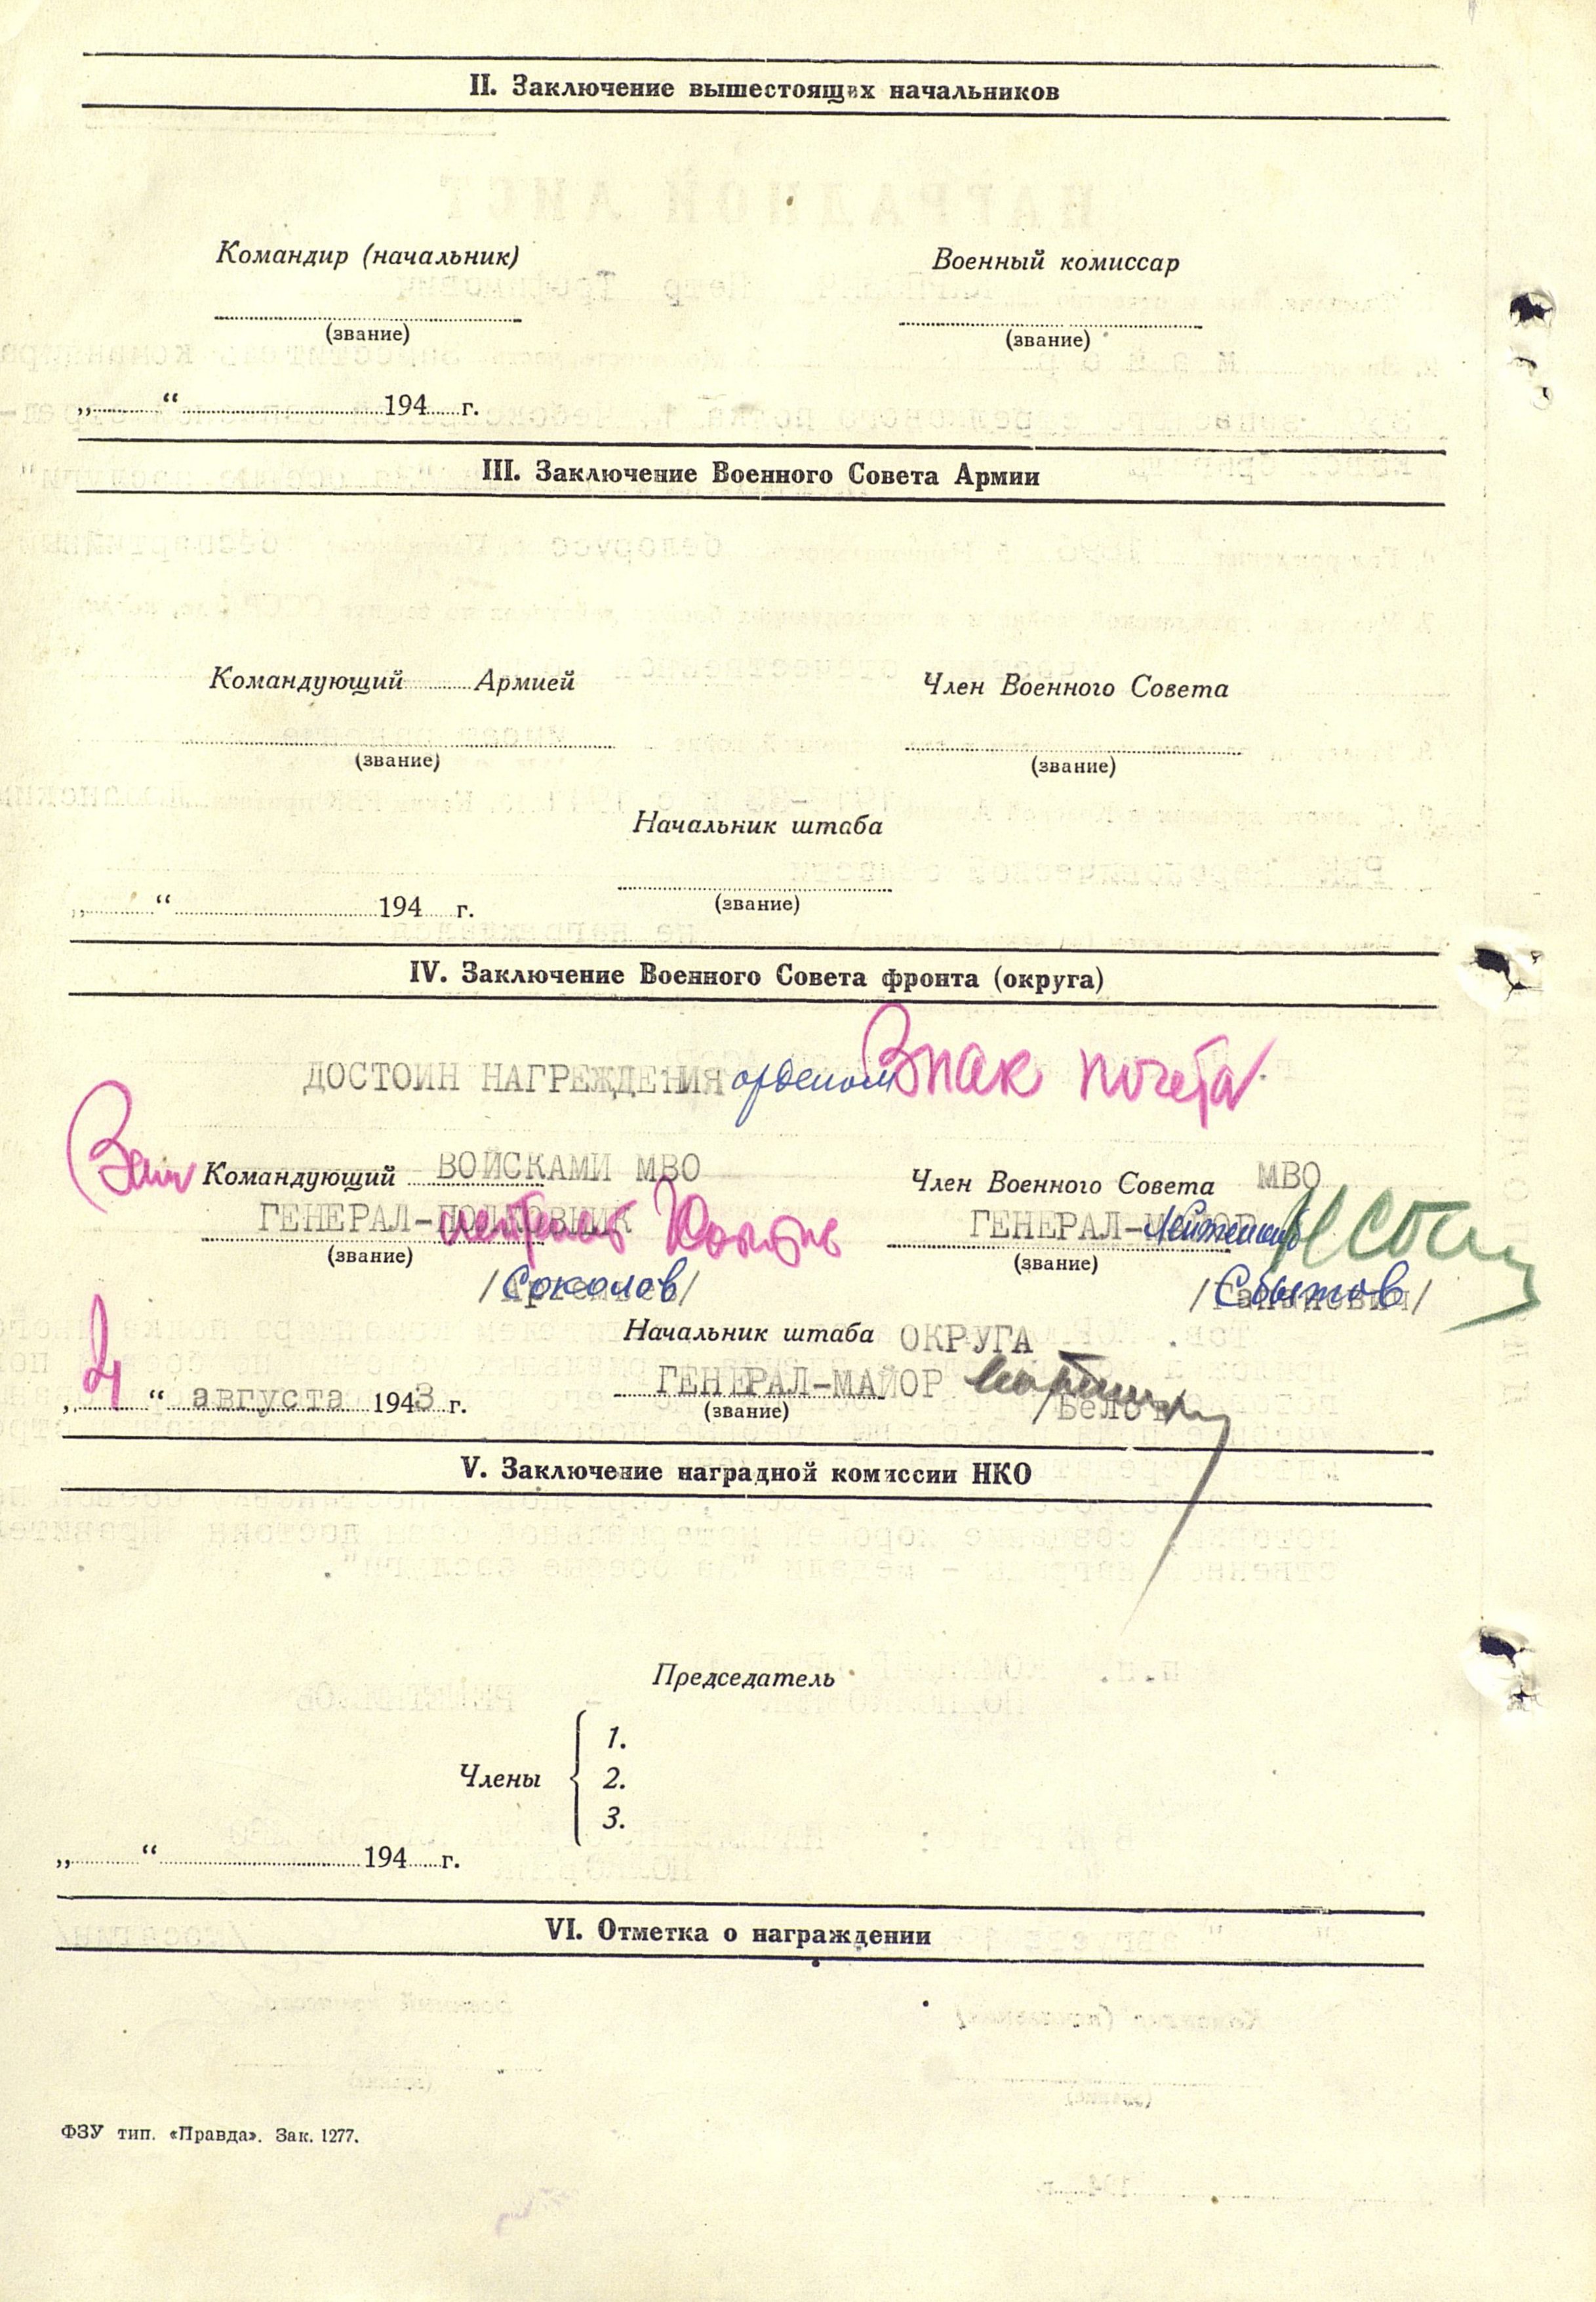 II. Заключение вышестоящих начальников
Командир (начальник) Военный комиссар
(звание) (звание)
„..........“..............................194......г.
III. Заключение Военного Совета Армии
Командующий..........Армией Член Военного Совета
(звание) (звание)
Начальник штаба
„..........“..............................194......г. (звание)
IV. Заключение Военного Совета фронта (округа)
ДОСТОИН НАГРЕЖДЕНИЯ орденом Знак почета
Зам Командующий ВОЙСКАМИ МВО Член Военного Совета МВО
ГЕНЕРАЛ-лейтенант ГЕНЕРАЛ-Лейтенант
(звание) (звание)
/Соколов/ /Сбытов/
Начальник штаба ОКРУГА
„ “ августа 1943 г. ГЕНЕРАЛ-МАЙОР
(звание) /Белов/
V. Заключение наградной комиссии НКО
Председатель
1.
Члены 2.
3.
„..........“..............................194......г.
VI. Отметка о награждении
ФЗУ тип. «Правда». Зак. 1277.